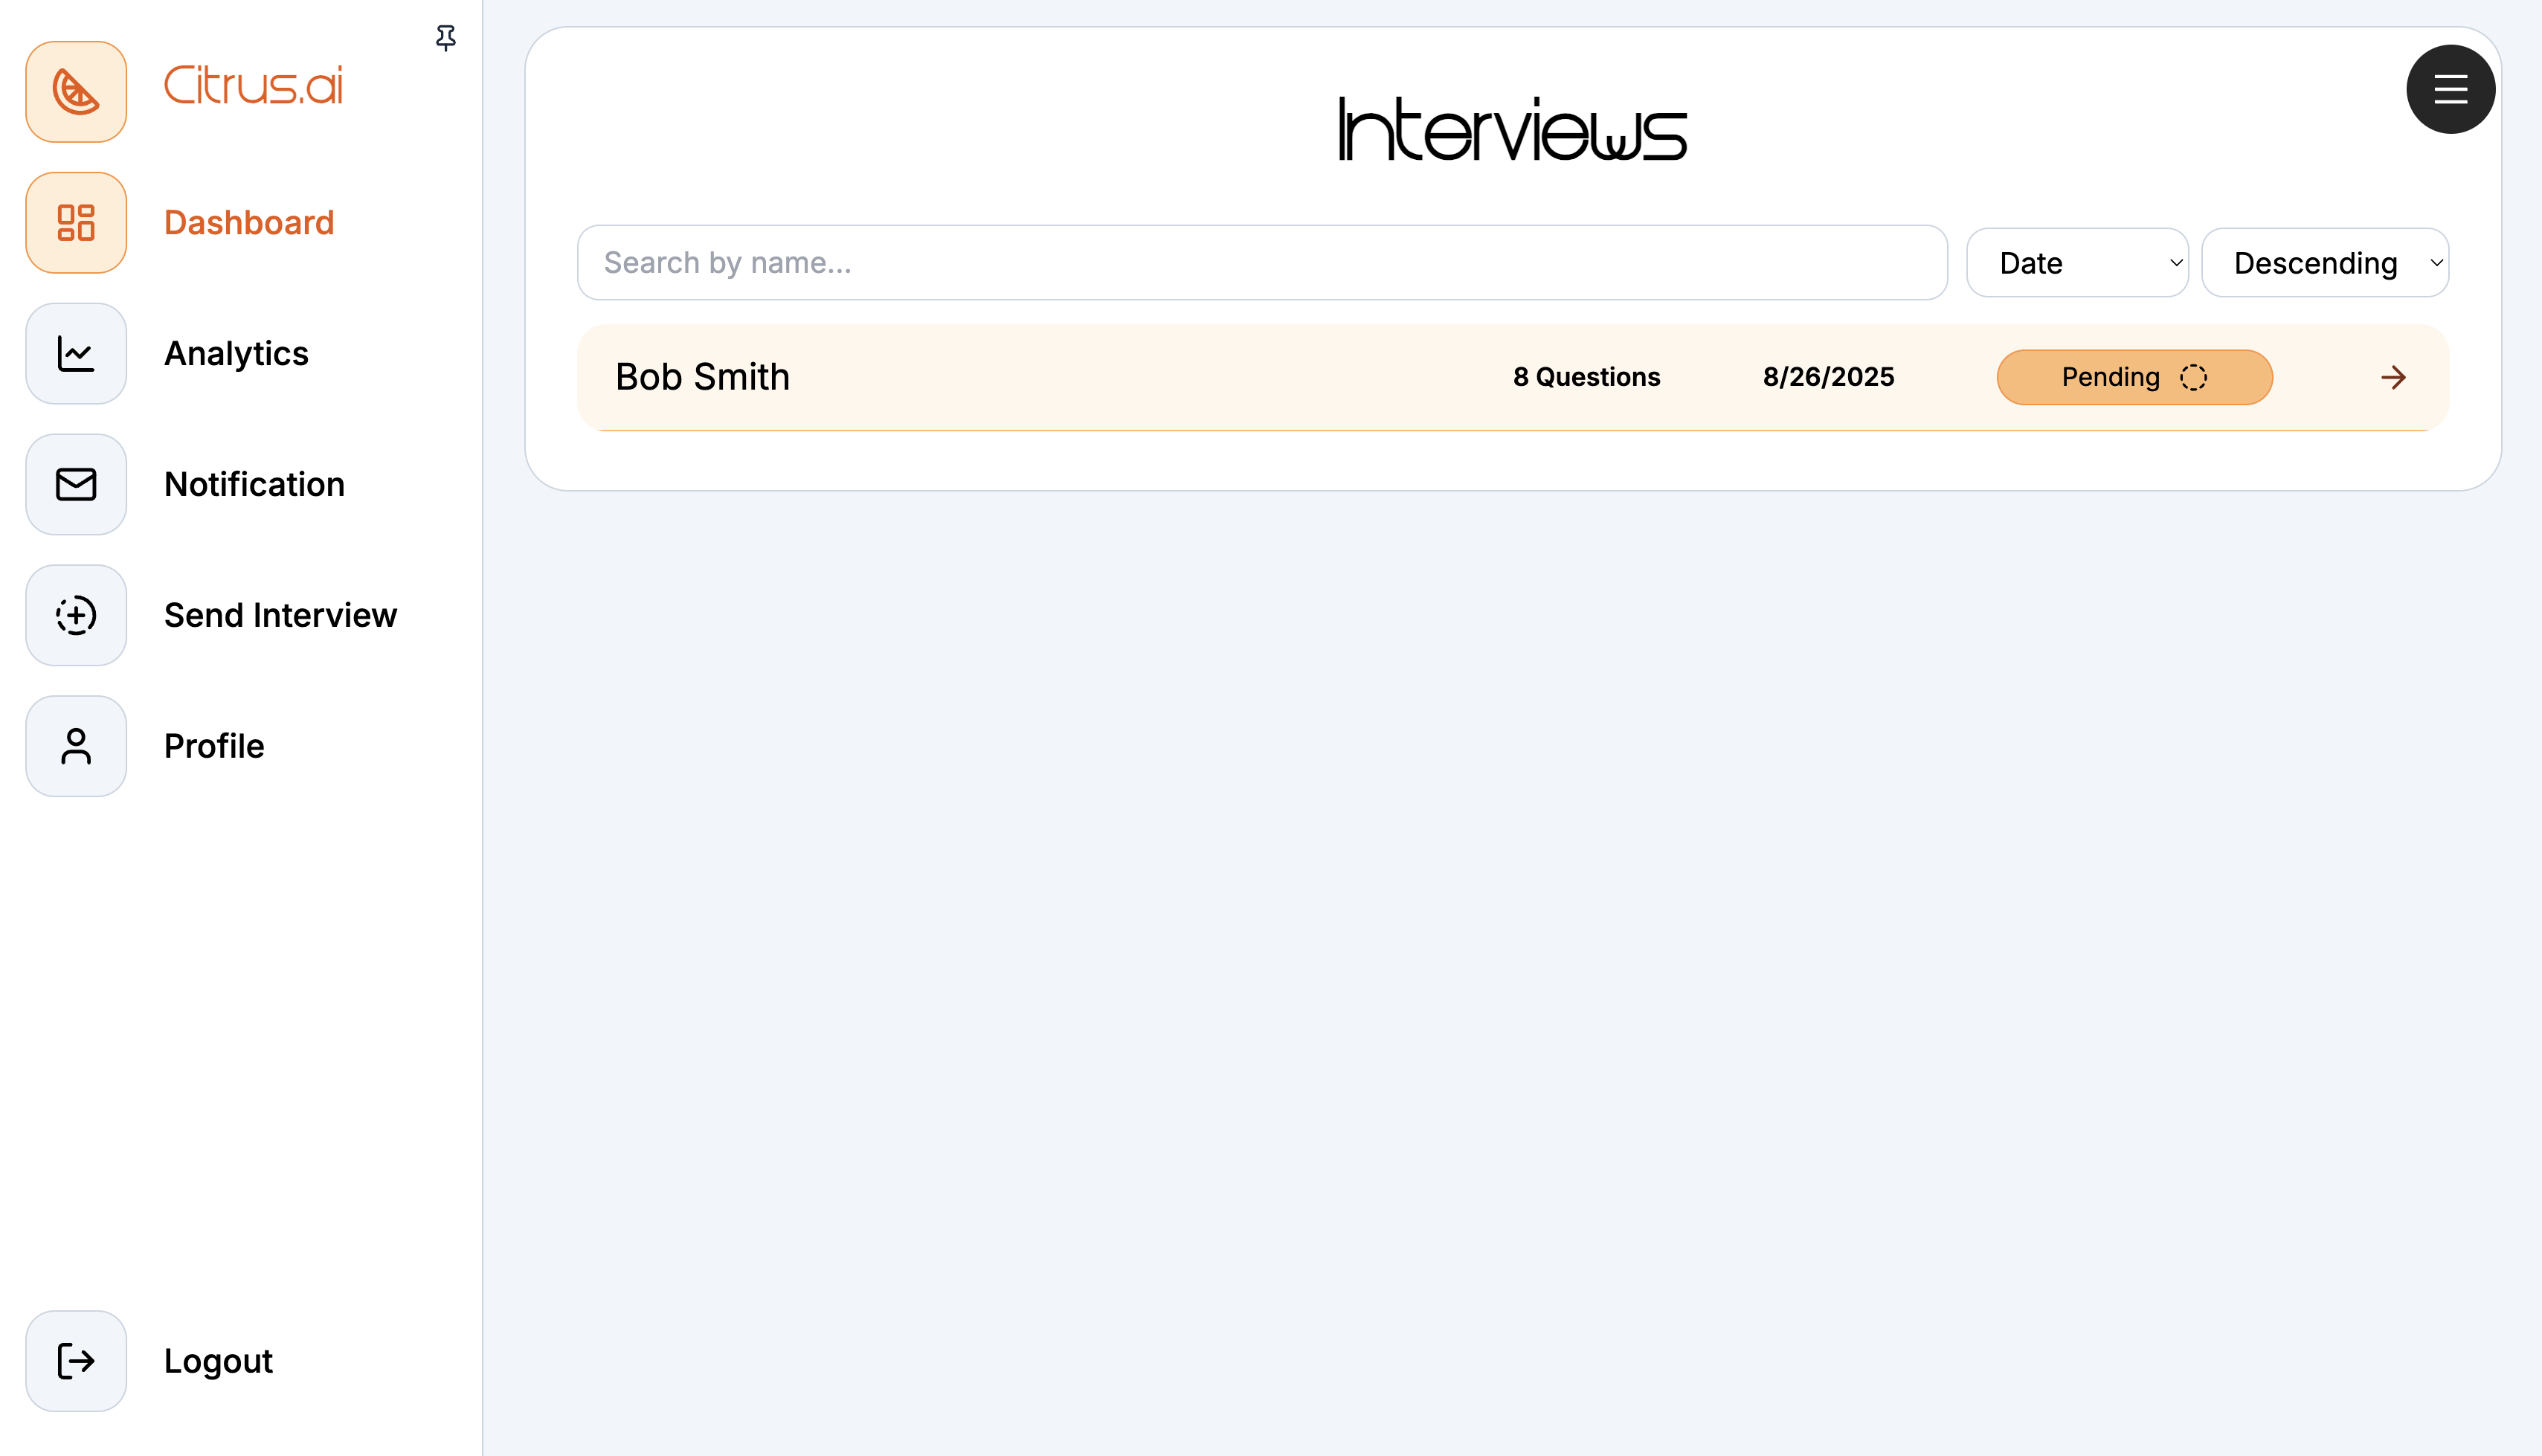 Citrus.ai
Dashboard
Analytics
Notification
Send Interview
Profile
Logout
Interviews
Search by name...
Date
Descending
Bob Smith
8 Questions
8/26/2025
Pending